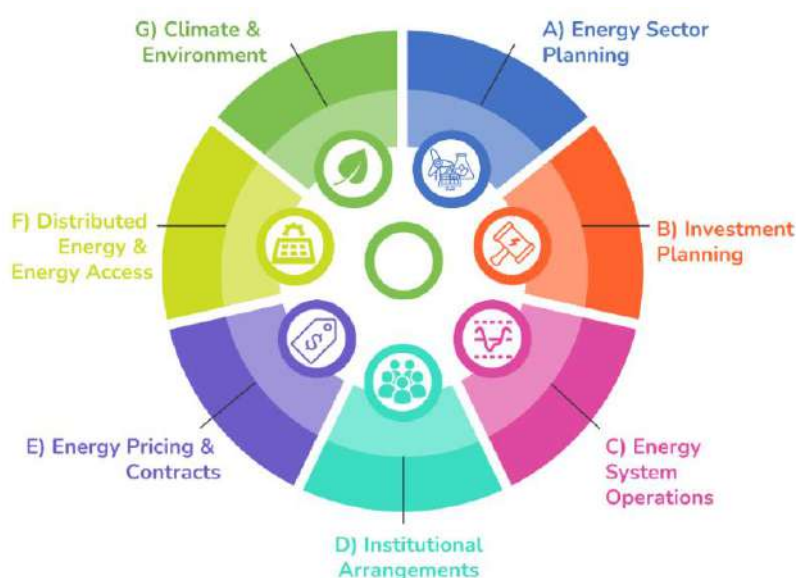 G) Climate &
Environment
A) Energy Sector
Planning
B) Investment
Planning
C) Energy
System
Operations
D) Institutional
Arrangements
E) Energy Pricing &
Contracts
F) Distributed
Energy &
Energy Access
$